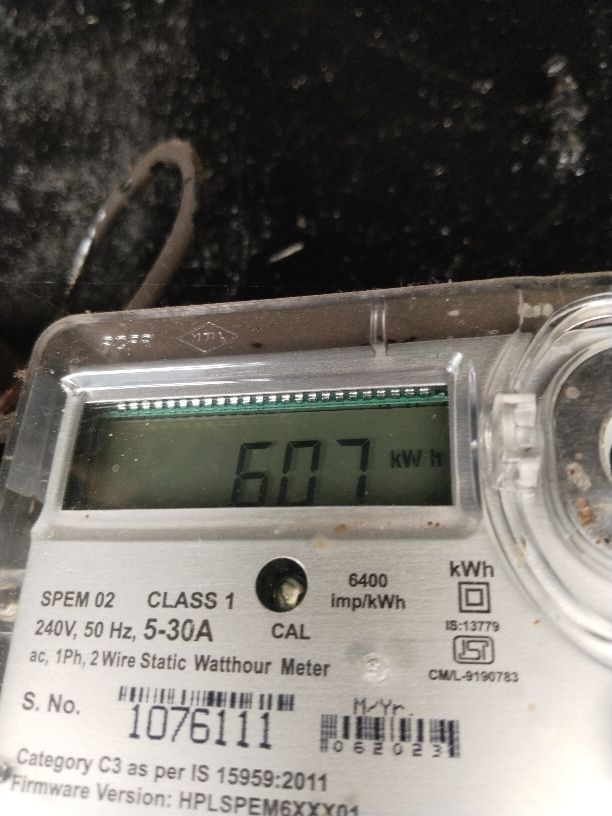 607 kWh
SPEM 02 CLASS 1 6400 kWh
imp/kWh
240V, 50 Hz, 5-30A CAL IS:13779
ac, 1Ph, 2 Wire Static Watthour Meter
CM/L-9190783
S. No. 1076111 M/Yr.
062023
Category C3 as per IS 15959:2011
Firmware Version: HPLSPEM6XXX01